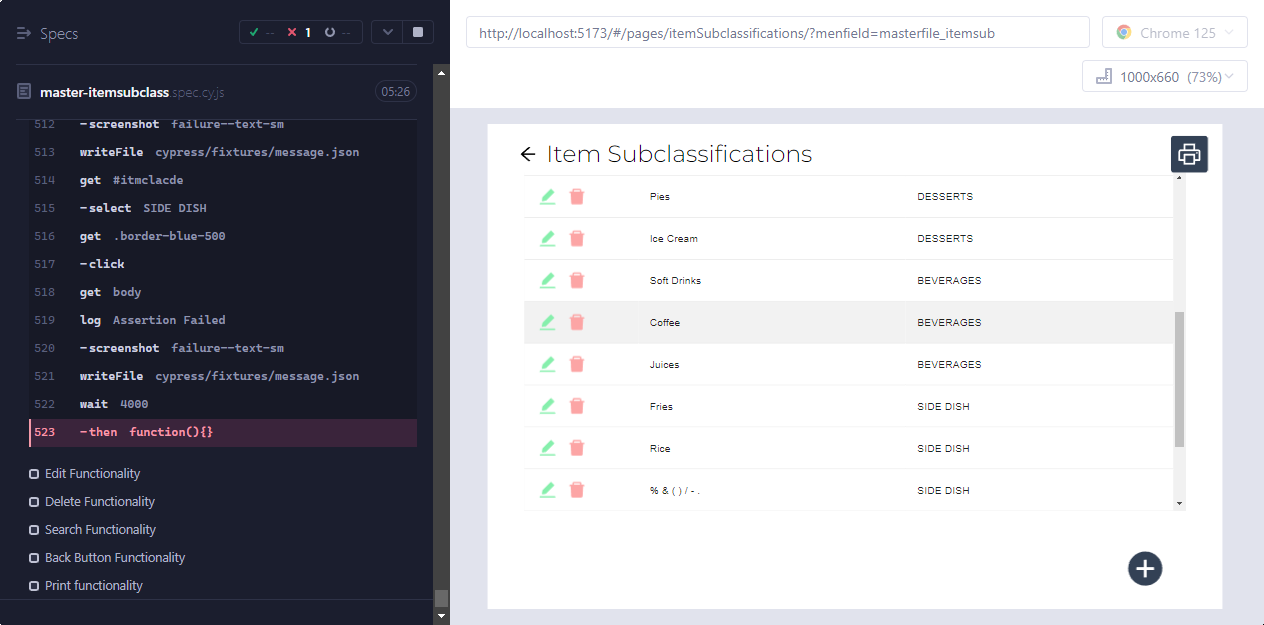 Specs
-- 1 --
master-itemsubclass.spec.cy.js
05:26
512 -screenshot failure--text-sm
513 writeFile cypress/fixtures/message.json
514 get #itmclacde
515 -select SIDE DISH
516 get .border-blue-500
517 -click
518 get body
519 log Assertion Failed
520 -screenshot failure--text-sm
521 writeFile cypress/fixtures/message.json
522 wait 4000
523 -then function(){}
Edit Functionality
Delete Functionality
Search Functionality
Back Button Functionality
Print functionality
http://localhost:5173/#/pages/itemSubclassifications/?menfield=masterfile_itemsub
Chrome 125
1000x660 (73%)
Item Subclassifications
Pies DESSERTS
Ice Cream DESSERTS
Soft Drinks BEVERAGES
Coffee BEVERAGES
Juices BEVERAGES
Fries SIDE DISH
Rice SIDE DISH
% & ( ) / - . SIDE DISH